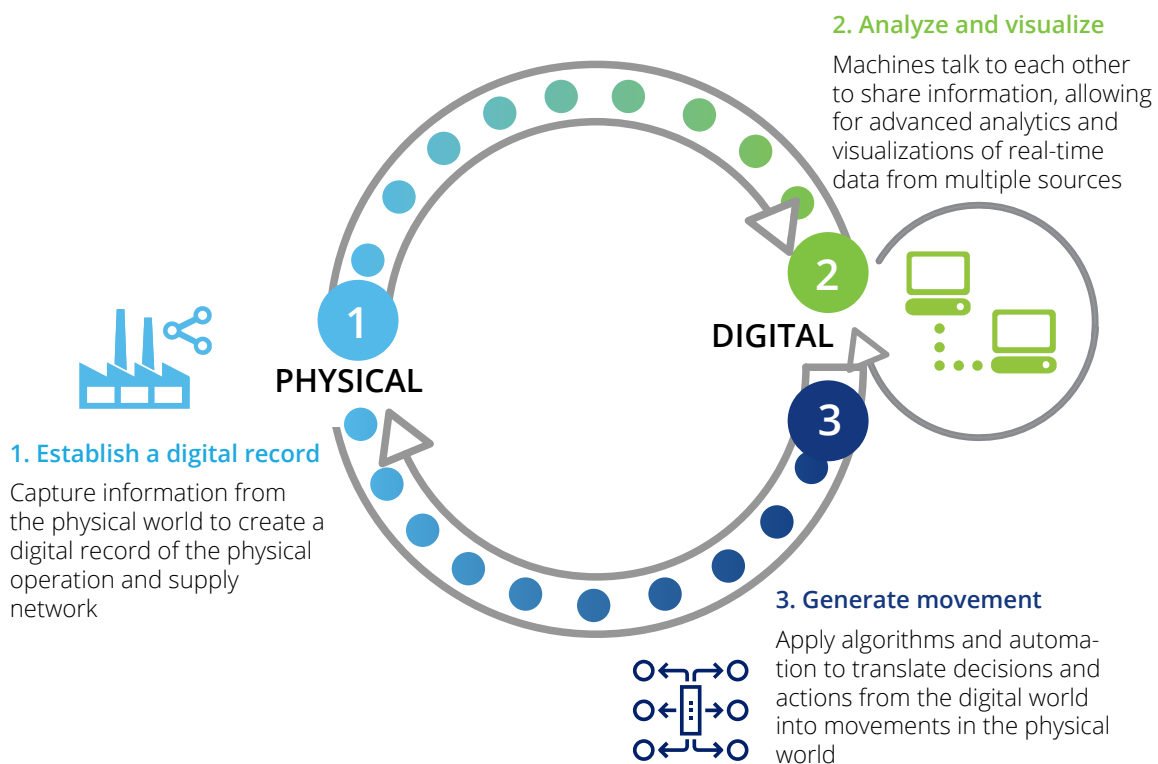 2. Analyze and visualize
Machines talk to each other
to share information, allowing
for advanced analytics and
visualizations of real-time
data from multiple sources
2
1
DIGITAL
PHYSICAL
3
1. Establish a digital record
Capture information from
the physical world to create a
digital record of the physical
operation and supply
network
3. Generate movement
Apply algorithms and automa-
tion to translate decisions and
actions from the digital world
into movements in the physical
world